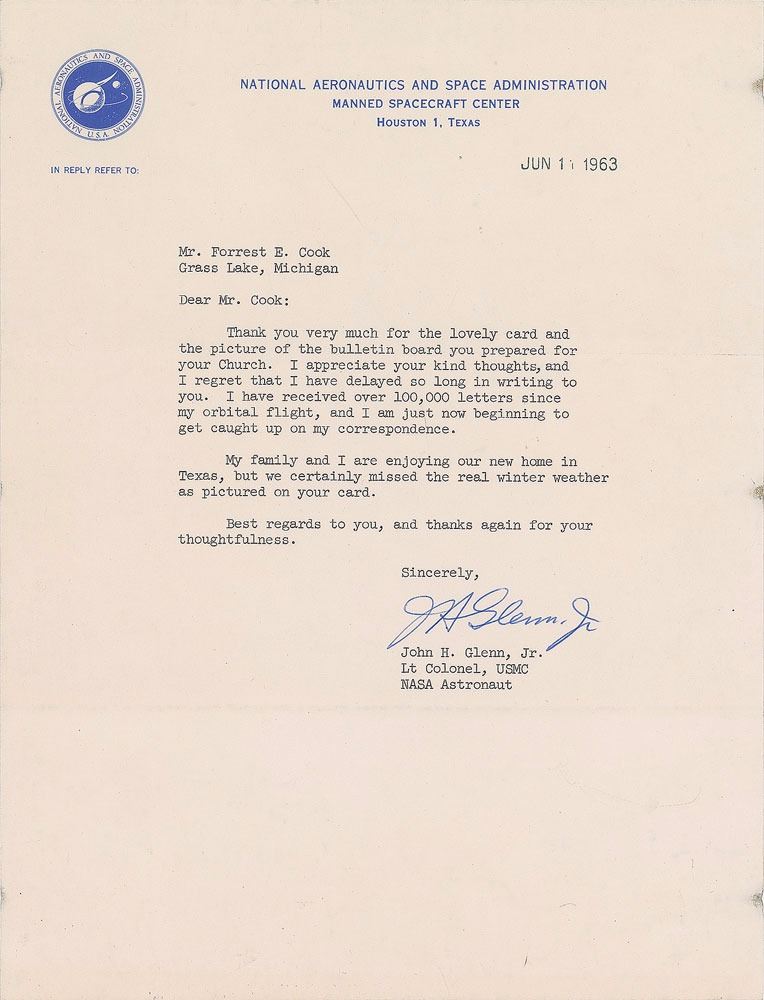 NATIONAL AERONAUTICS AND SPACE ADMINISTRATION
U.S.A.
NATIONAL AERONAUTICS AND SPACE ADMINISTRATION
MANNED SPACECRAFT CENTER
HOUSTON 1, TEXAS
IN REPLY REFER TO:
JUN 11 1963
Mr. Forrest E. Cook
Grass Lake, Michigan
Dear Mr. Cook:
Thank you very much for the lovely card and
the picture of the bulletin board you prepared for
your Church. I appreciate your kind thoughts, and
I regret that I have delayed so long in writing to
you. I have received over 100,000 letters since
my orbital flight, and I am just now beginning to
get caught up on my correspondence.
My family and I are enjoying our new home in
Texas, but we certainly missed the real winter weather
as pictured on your card.
Best regards to you, and thanks again for your
thoughtfulness.
Sincerely,
JH Glenn, Jr
John H. Glenn, Jr.
Lt Colonel, USMC
NASA Astronaut